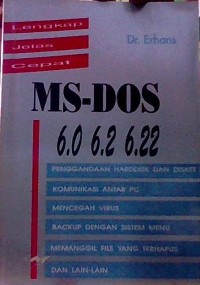 Lengkap
Jelas
Cepat
Dr. Erhans
MS-DOS
6.0 6.2 6.22
PENGGANDAAN HARDDISK DAN DISKET
KOMUNIKASI ANTAR PC
MENCEGAH VIRUS
BACKUP DENGAN SISTEM MENU
MEMANGGIL FILE YANG TERHAPUS
DAN LAIN-LAIN